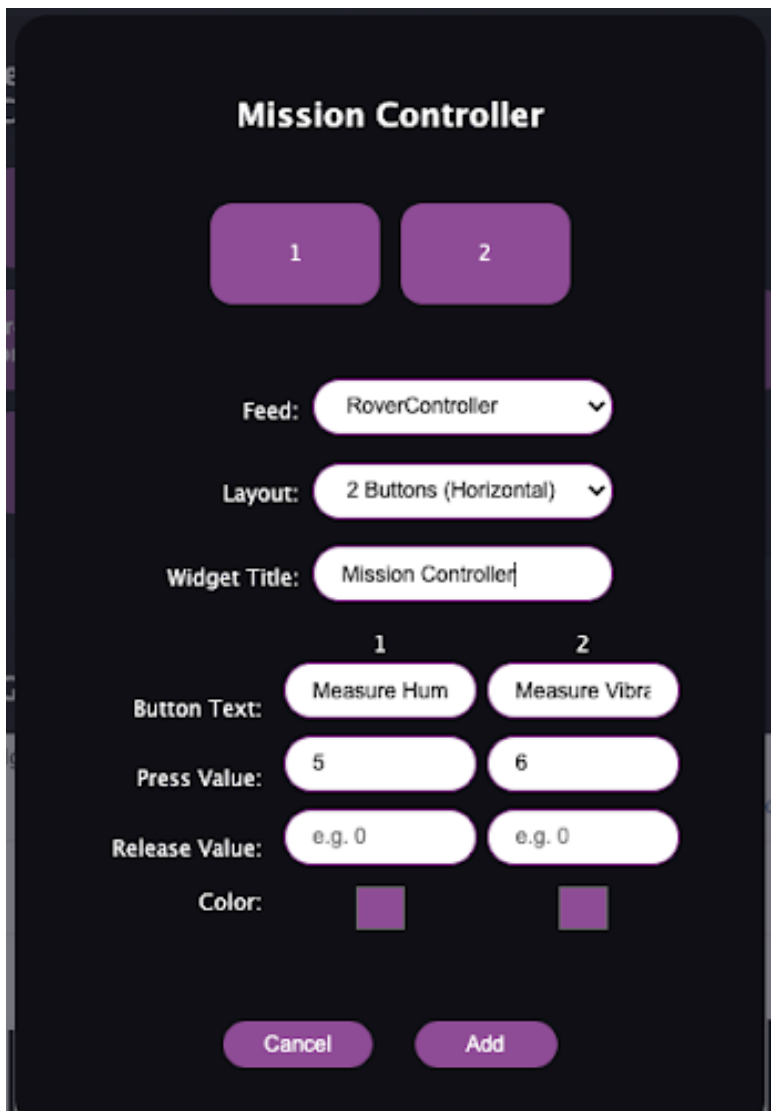 Mission Controller
1 2
Feed: RoverController
Layout: 2 Buttons (Horizontal)
Widget Title: Mission Controller
1 2
Button Text: Measure Hum Measure Vibra
Press Value: 5 6
Release Value: e.g. 0 e.g. 0
Color:
Cancel Add